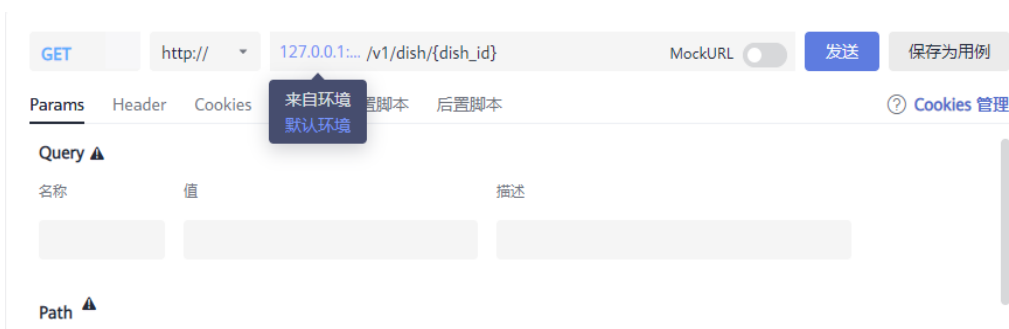 GET http:// 127.0.0.1:... /v1/dish/{dish_id} MockURL 发送 保存为用例
Params Header Cookies 置脚本 后置脚本 Cookies 管理
来自环境
默认环境
Query
名称 值 描述
Path